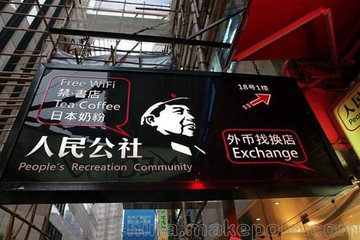 Free WiFi
禁·書店
Tea Coffee
日本奶粉
人民公社
People's Recreation Community
18号1楼
外币找换店
Exchange